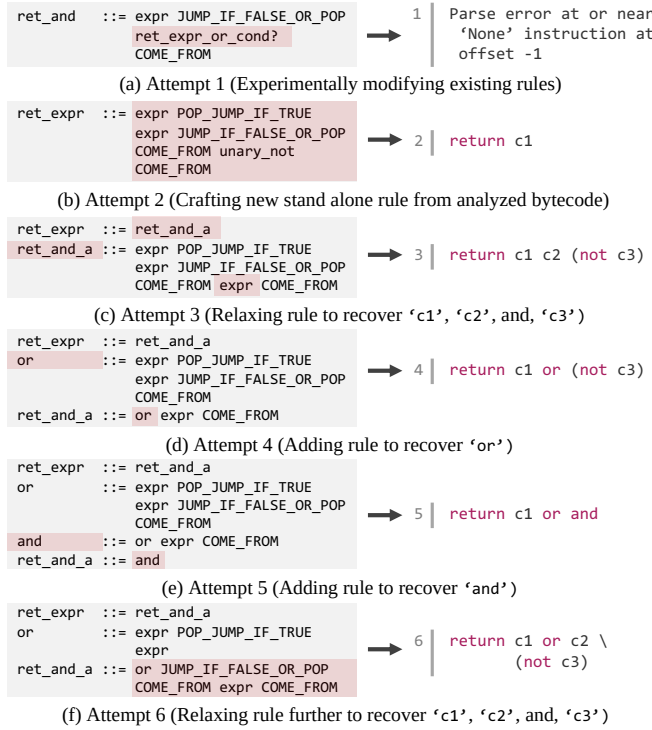 ret_and ::= expr JUMP_IF_FALSE_OR_POP
ret_expr_or_cond?
COME_FROM
1 Parse error at or near
‘None’ instruction at
offset -1
(a) Attempt 1 (Experimentally modifying existing rules)
ret_expr ::= expr POP_JUMP_IF_TRUE
expr JUMP_IF_FALSE_OR_POP
COME_FROM unary_not
COME_FROM
2 return c1
(b) Attempt 2 (Crafting new stand alone rule from analyzed bytecode)
ret_expr ::= ret_and_a
ret_and_a ::= expr POP_JUMP_IF_TRUE
expr JUMP_IF_FALSE_OR_POP
COME_FROM expr COME_FROM
3 return c1 c2 (not c3)
(c) Attempt 3 (Relaxing rule to recover ‘c1’, ‘c2’, and, ‘c3’)
ret_expr ::= ret_and_a
or ::= expr POP_JUMP_IF_TRUE
expr JUMP_IF_FALSE_OR_POP
COME_FROM
ret_and_a ::= or expr COME_FROM
4 return c1 or (not c3)
(d) Attempt 4 (Adding rule to recover ‘or’)
ret_expr ::= ret_and_a
or ::= expr POP_JUMP_IF_TRUE
expr JUMP_IF_FALSE_OR_POP
COME_FROM
and ::= or expr COME_FROM
ret_and_a ::= and
5 return c1 or and
(e) Attempt 5 (Adding rule to recover ‘and’)
ret_expr ::= ret_and_a
or ::= expr POP_JUMP_IF_TRUE
expr
ret_and_a ::= or JUMP_IF_FALSE_OR_POP
COME_FROM expr COME_FROM
6 return c1 or c2 \
(not c3)
(f) Attempt 6 (Relaxing rule further to recover ‘c1’, ‘c2’, and, ‘c3’)